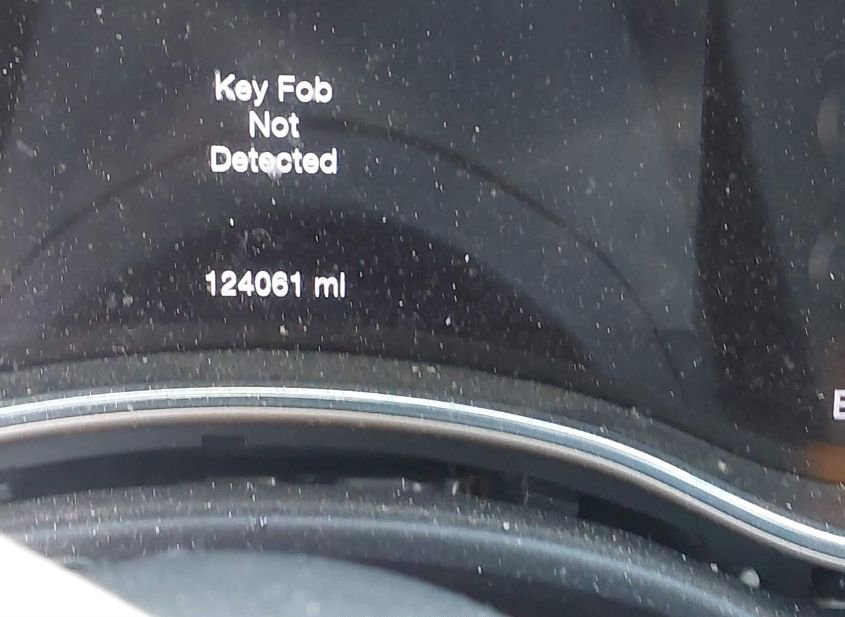 Key Fob
Not
Detected
124061 mi
E